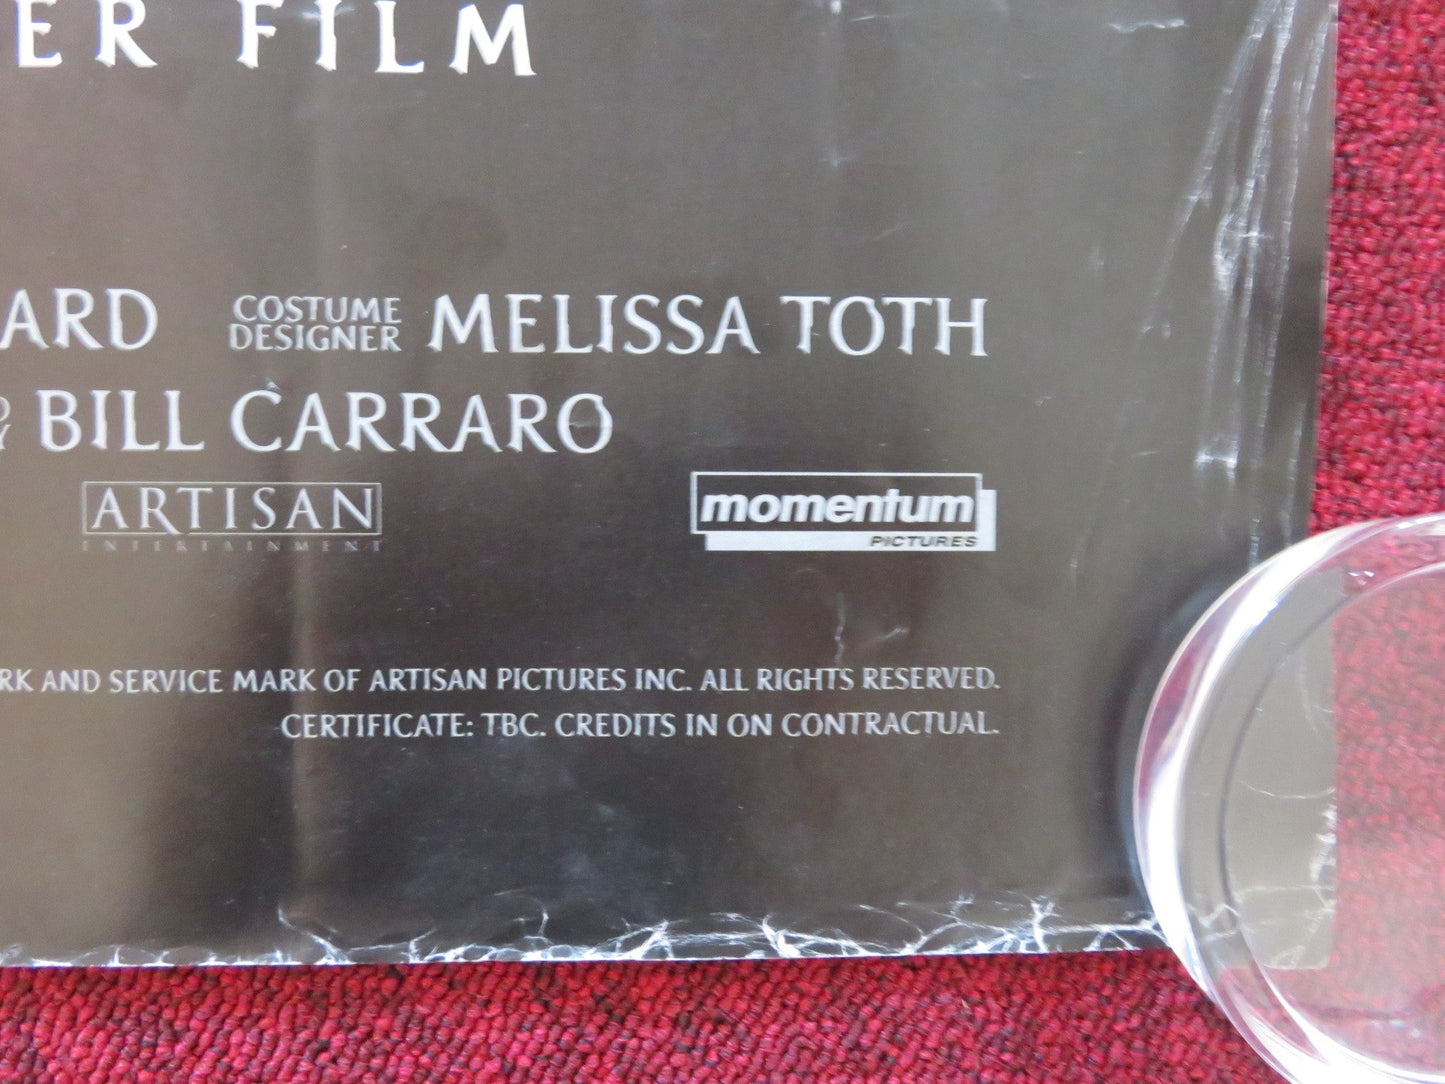 ER FILM
ARD COSTUME DESIGNER MELISSA TOTH
BILL CARRARO
ARTISAN
ENTERTAINMENT
momentum
PICTURES
RK AND SERVICE MARK OF ARTISAN PICTURES INC. ALL RIGHTS RESERVED.
CERTIFICATE: TBC. CREDITS IN ON CONTRACTUAL.